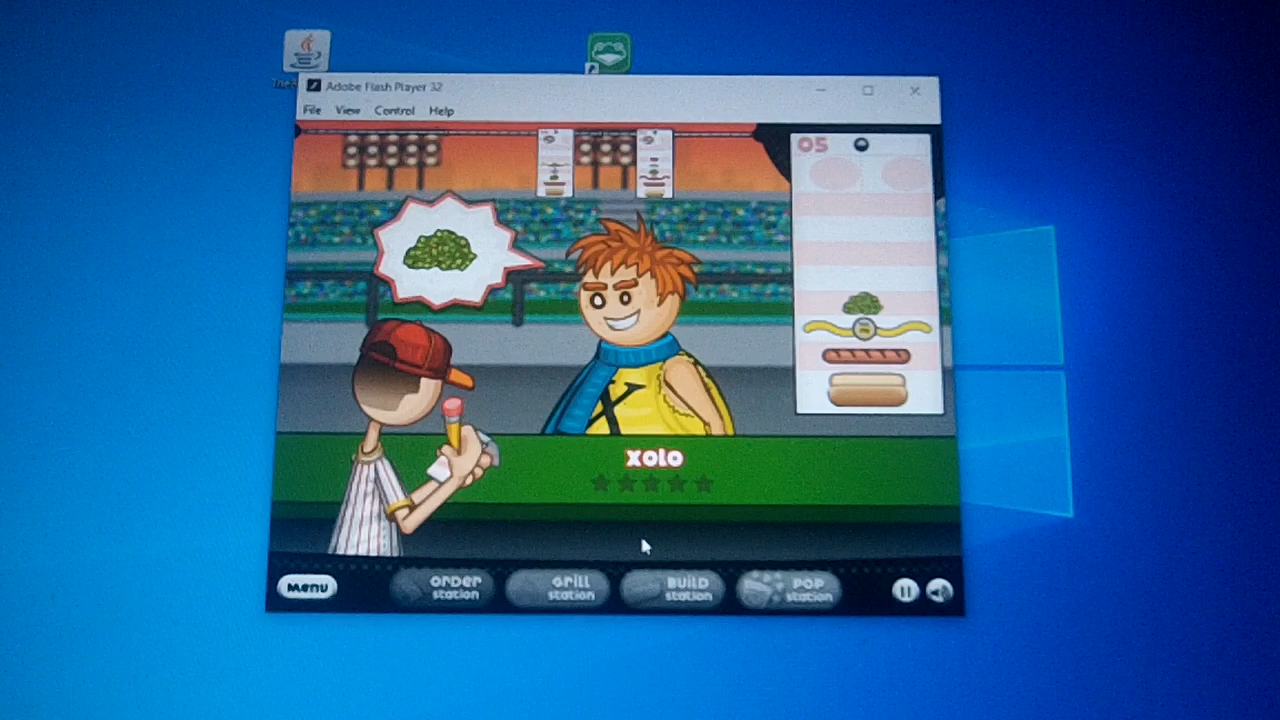 Adobe Flash Player 32
File View Control Help
05
X
xolo
MENU
ORDER station
GRILL station
BUILD station
POP station